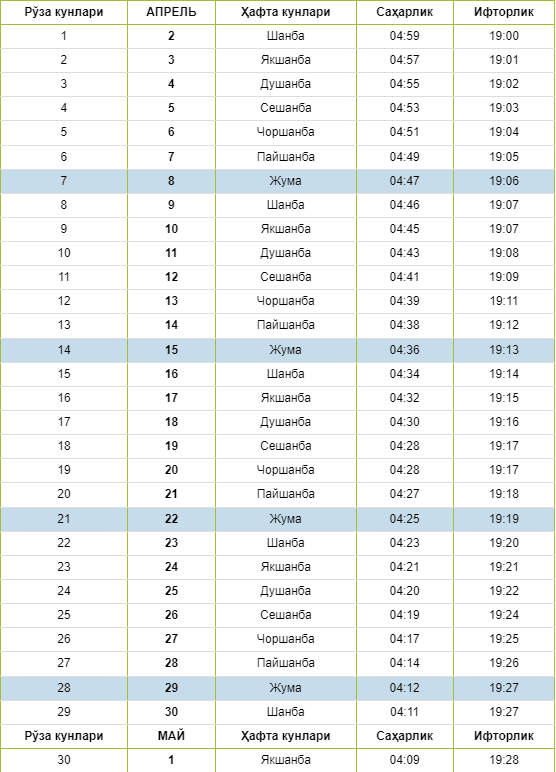 Рўза кунлари АПРЕЛЬ Ҳафта кунлари Саҳарлик Ифторлик
1 2 Шанба 04:59 19:00
2 3 Якшанба 04:57 19:01
3 4 Душанба 04:55 19:02
4 5 Сешанба 04:53 19:03
5 6 Чоршанба 04:51 19:04
6 7 Пайшанба 04:49 19:05
7 8 Жума 04:47 19:06
8 9 Шанба 04:46 19:07
9 10 Якшанба 04:45 19:07
10 11 Душанба 04:43 19:08
11 12 Сешанба 04:41 19:09
12 13 Чоршанба 04:39 19:11
13 14 Пайшанба 04:38 19:12
14 15 Жума 04:36 19:13
15 16 Шанба 04:34 19:14
16 17 Якшанба 04:32 19:15
17 18 Душанба 04:30 19:16
18 19 Сешанба 04:28 19:17
19 20 Чоршанба 04:28 19:17
20 21 Пайшанба 04:27 19:18
21 22 Жума 04:25 19:19
22 23 Шанба 04:23 19:20
23 24 Якшанба 04:21 19:21
24 25 Душанба 04:20 19:22
25 26 Сешанба 04:19 19:24
26 27 Чоршанба 04:17 19:25
27 28 Пайшанба 04:14 19:26
28 29 Жума 04:12 19:27
29 30 Шанба 04:11 19:27
Рўза кунлари МАЙ Ҳафта кунлари Саҳарлик Ифторлик
30 1 Якшанба 04:09 19:28